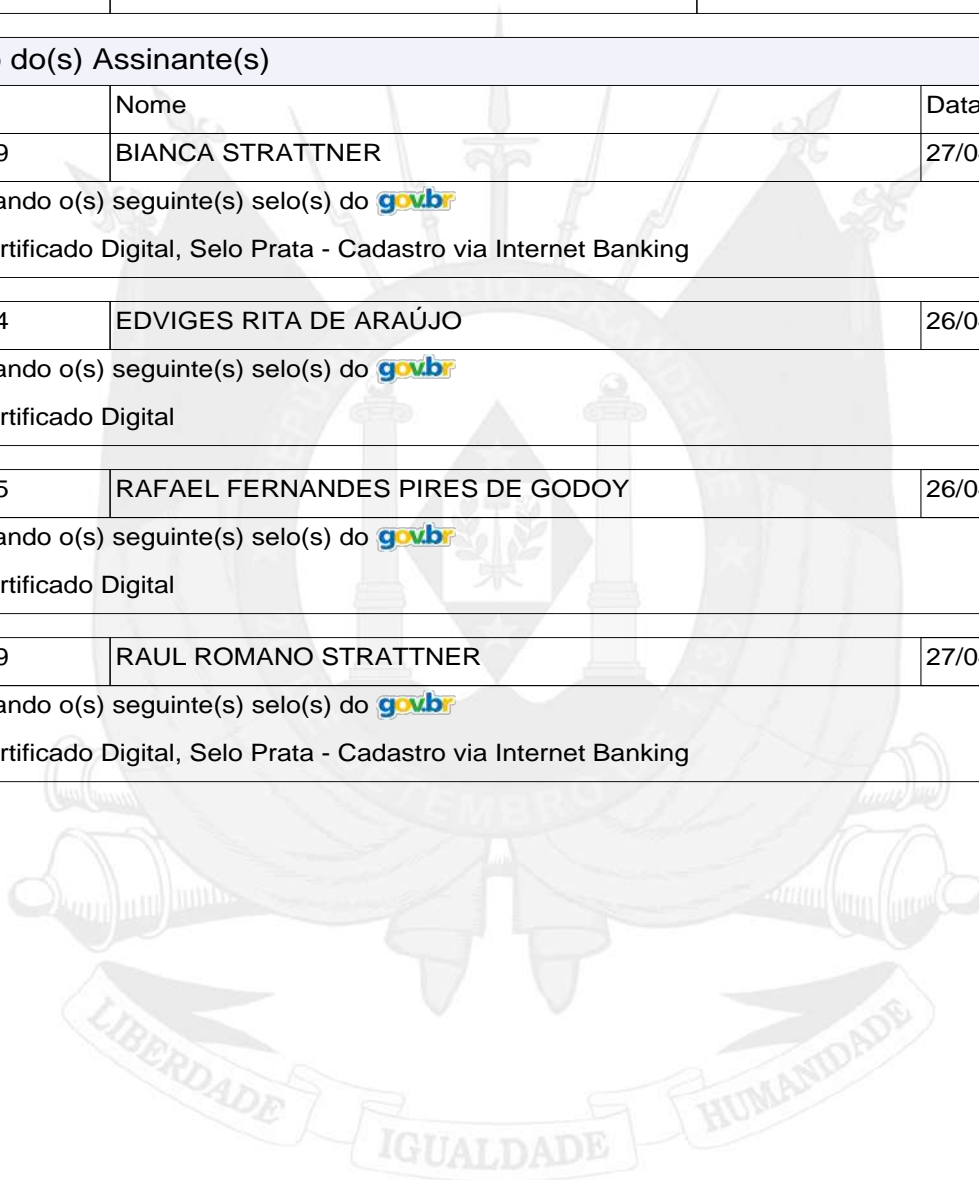 do(s) Assinante(s)
Nome Data
9 BIANCA STRATTNER 27/0
ando o(s) seguinte(s) selo(s) do gov.br
rtificado Digital, Selo Prata - Cadastro via Internet Banking
4 EDVIGES RITA DE ARAÚJO 26/0
ando o(s) seguinte(s) selo(s) do gov.br
rtificado Digital
5 RAFAEL FERNANDES PIRES DE GODOY 26/0
ando o(s) seguinte(s) selo(s) do gov.br
rtificado Digital
9 RAUL ROMANO STRATTNER 27/0
ando o(s) seguinte(s) selo(s) do gov.br
rtificado Digital, Selo Prata - Cadastro via Internet Banking
LIBERDADE IGUALDADE HUMANIDADE